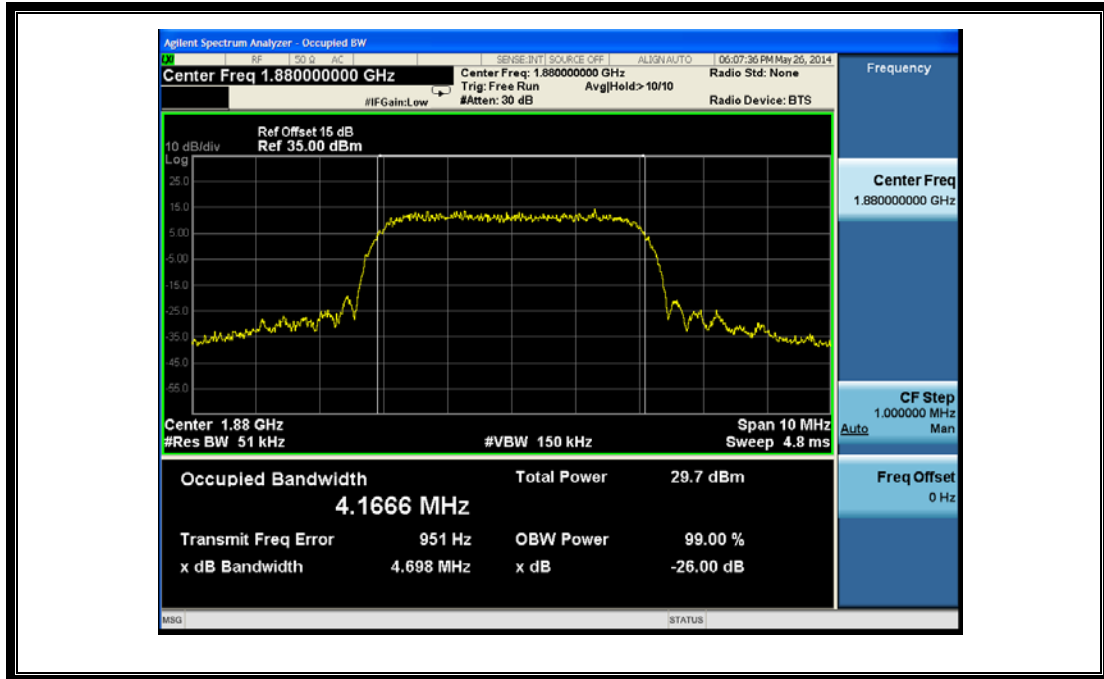 Agilent Spectrum Analyzer - Occupied BW
LXI RF 50 Ω AC SENSE:INT SOURCE OFF ALIGNAUTO 06:07:36 PM May 26, 2014
Center Freq 1.880000000 GHz
Center Freq: 1.880000000 GHz
Radio Std: None
Trig: Free Run Avg|Hold:> 10/10
#IFGain:Low
#Atten: 30 dB
Radio Device: BTS
Ref Offset 15 dB
10 dB/div Ref 35.00 dBm
Log
25.0
15.0
5.00
-5.00
-15.0
-25.0
-35.0
-45.0
-55.0
Center 1.88 GHz Span 10 MHz
#Res BW 51 kHz #VBW 150 kHz Sweep 4.8 ms
Occupied Bandwidth Total Power 29.7 dBm
4.1666 MHz
Transmit Freq Error 951 Hz OBW Power 99.00 %
x dB Bandwidth 4.698 MHz x dB -26.00 dB
MSG STATUS
Frequency
Center Freq
1.880000000 GHz
CF Step
1.000000 MHz
Auto Man
Freq Offset
0 Hz